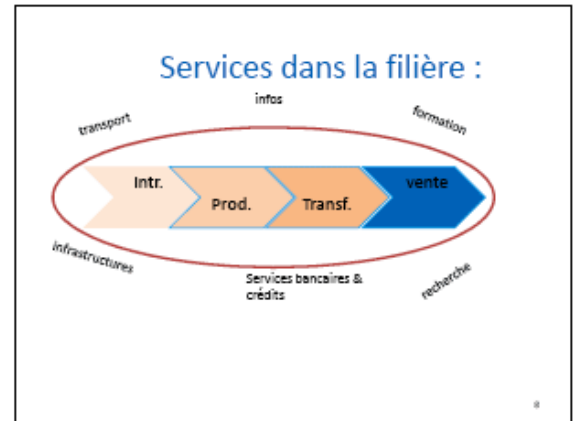 Services dans la filière :
infos
transport
formation
Intr.
Prod.
Transf.
vente
infrastructures
Services bancaires &
crédits
recherche
8